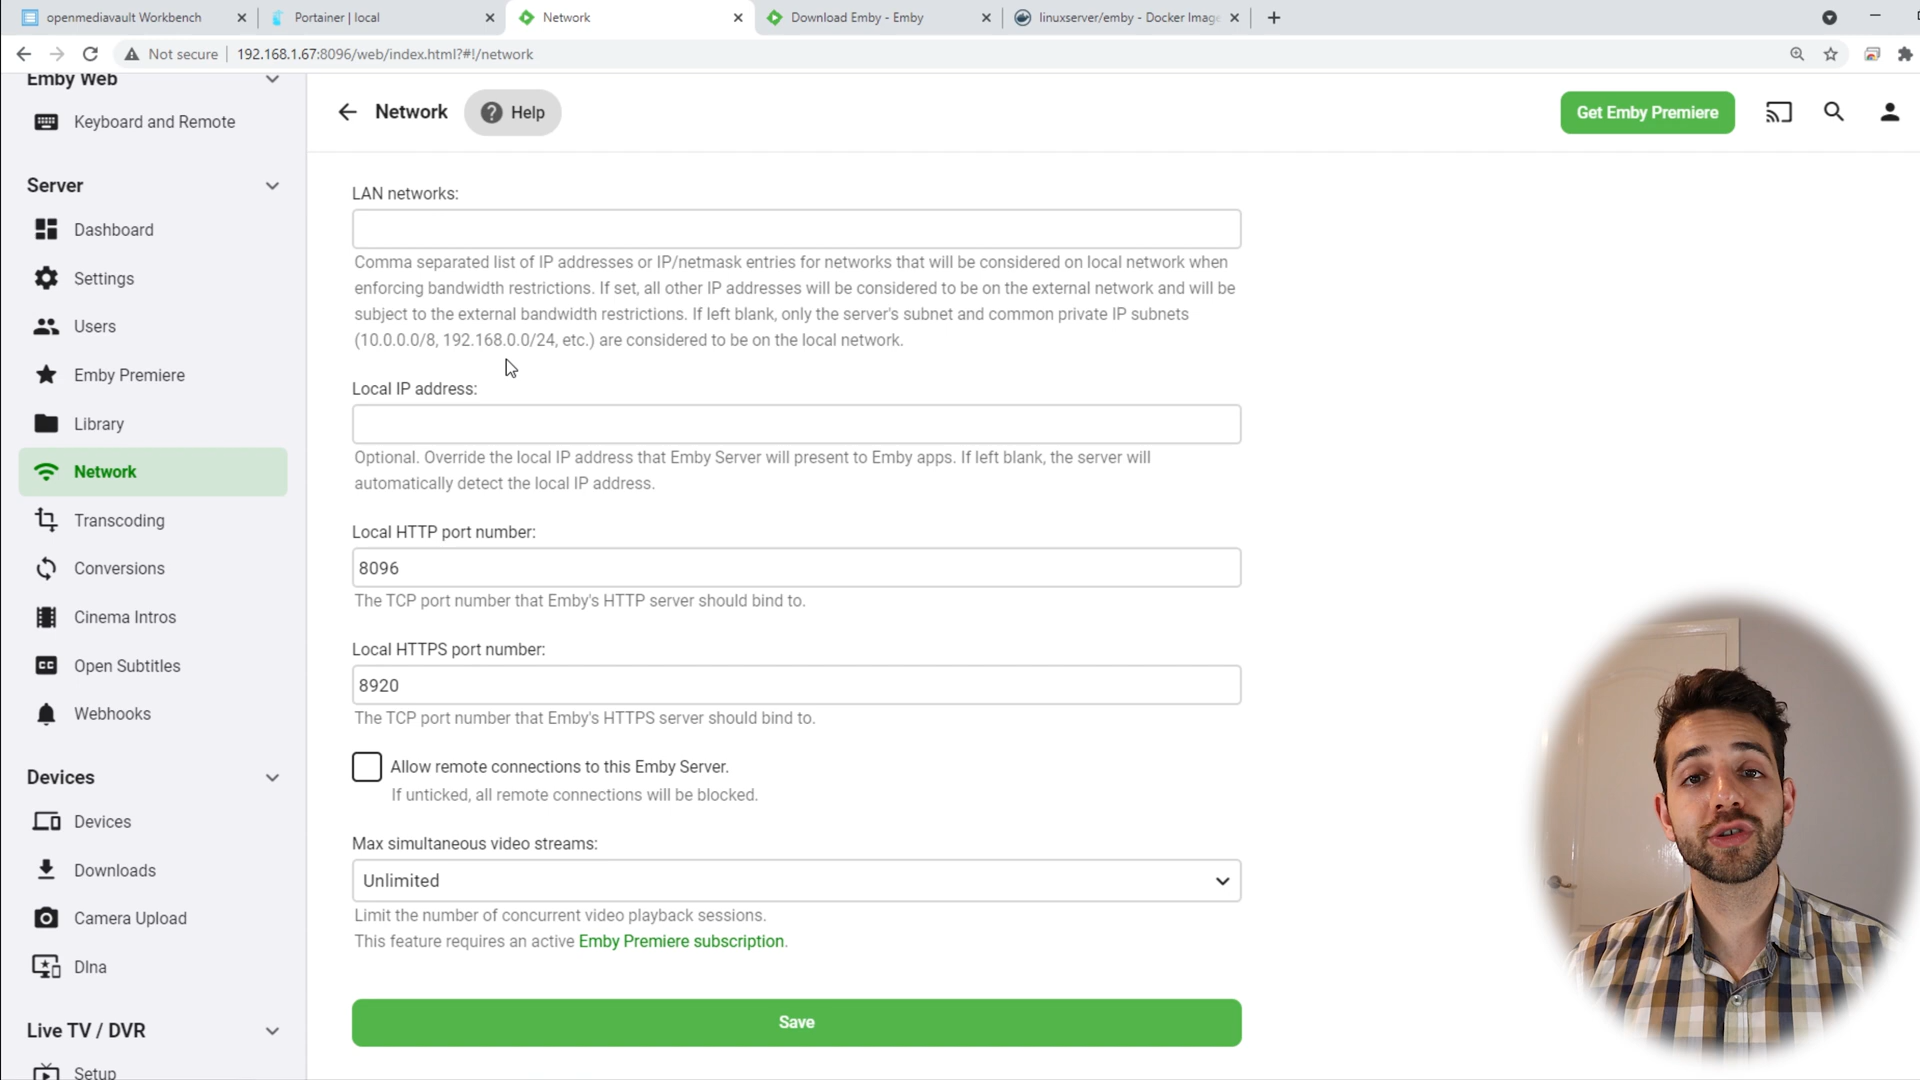 openmediavault Workbench
Portainer | local
Network
Download Emby - Emby
linuxserver/emby - Docker Imag
Not secure
192.168.1.67:8096/web/index.html?#!/network
Emby Web
Keyboard and Remote
Server
Dashboard
Settings
Users
Emby Premiere
Library
Network
Transcoding
Conversions
Cinema Intros
CC
Open Subtitles
Webhooks
Devices
Devices
Downloads
Camera Upload
Dlna
Live TV / DVR
Setup
Network
? Help
Get Emby Premiere
LAN networks:
Comma separated list of IP addresses or IP/netmask entries for networks that will be considered on local network when
enforcing bandwidth restrictions. If set, all other IP addresses will be considered to be on the external network and will be
subject to the external bandwidth restrictions. If left blank, only the server's subnet and common private IP subnets
(10.0.0.0/8, 192.168.0.0/24, etc.) are considered to be on the local network.
Local IP address:
Optional. Override the local IP address that Emby Server will present to Emby apps. If left blank, the server will
automatically detect the local IP address.
Local HTTP port number:
8096
The TCP port number that Emby's HTTP server should bind to.
Local HTTPS port number:
8920
The TCP port number that Emby's HTTPS server should bind to.
Allow remote connections to this Emby Server.
If unticked, all remote connections will be blocked.
Max simultaneous video streams:
Unlimited
Limit the number of concurrent video playback sessions.
This feature requires an active Emby Premiere subscription.
Save